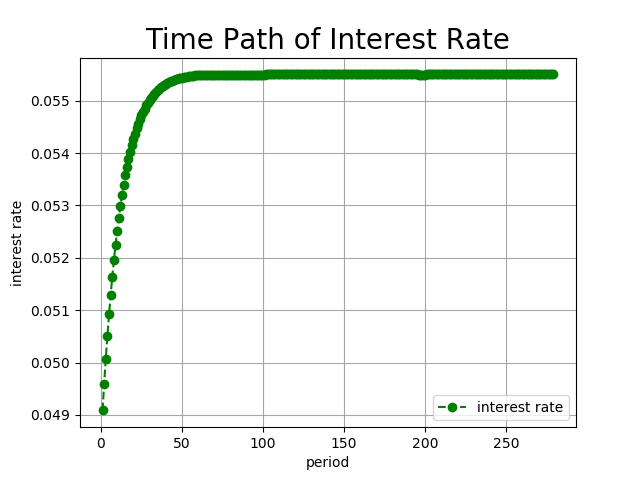 Time Path of Interest Rate
0.055
0.054
0.053
0.052
0.051
0.050
0.049
interest rate
interest rate
0 50 100 150 200 250
period